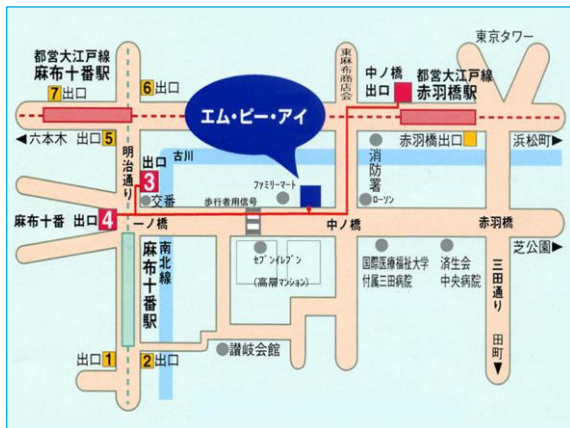 東京タワー
都営大江戸線
麻布十番駅
7出口
6出口
東麻布商店会
中ノ橋
出口
都営大江戸線
赤羽橋駅
エム・ピー・アイ
◀六本木
出口5
明治通り
出口
3
古川
交番
歩行者用信号
ファミリーマート
消防署
ローソン
赤羽橋出口
浜松町▶
麻布十番 出口4
一ノ橋
中ノ橋
赤羽橋
芝公園▶
南北線
麻布十番駅
セブンイレブン
(高層マンション)
国際医療福祉大学
付属三田病院
済生会
中央病院
三田通り
田町
▼
讃岐会館
出口1
2出口